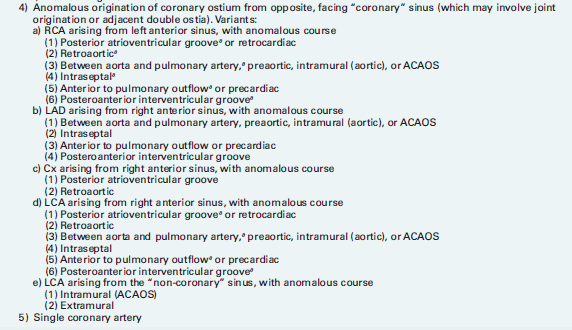 4) Anomalous origination of coronary ostium from opposite, facing “coronary” sinus (which may involve joint
origination or adjacent double ostia). Variants:
a) RCA arising from left anterior sinus, with anomalous course
(1) Posterior atrioventricular grooveª or retrocardiac
(2) Retroaorticª
(3) Between aorta and pulmonary artery,ª preaortic, intramural (aortic), or ACAOS
(4) Intraseptalª
(5) Anterior to pulmonary outflowª or precardiac
(6) Posteroanterior interventricular grooveª
b) LAD arising from right anterior sinus, with anomalous course
(1) Between aorta and pulmonary artery, preaortic, intramural (aortic), or ACAOS
(2) Intraseptal
(3) Anterior to pulmonary outflow or precardiac
(4) Posteroanterior interventricular groove
c) Cx arising from right anterior sinus, with anomalous course
(1) Posterior atrioventricular groove
(2) Retroaortic
d) LCA arising from right anterior sinus, with anomalous course
(1) Posterior atrioventricular grooveª or retrocardiac
(2) Retroaortic
(3) Between aorta and pulmonary artery,ª preaortic, intramural (aortic), or ACAOS
(4) Intraseptal
(5) Anterior to pulmonary outflowª or precardiac
(6) Posteroanterior interventricular grooveª
e) LCA arising from the “non-coronary” sinus, with anomalous course
(1) Intramural (ACAOS)
(2) Extramural
5) Single coronary artery